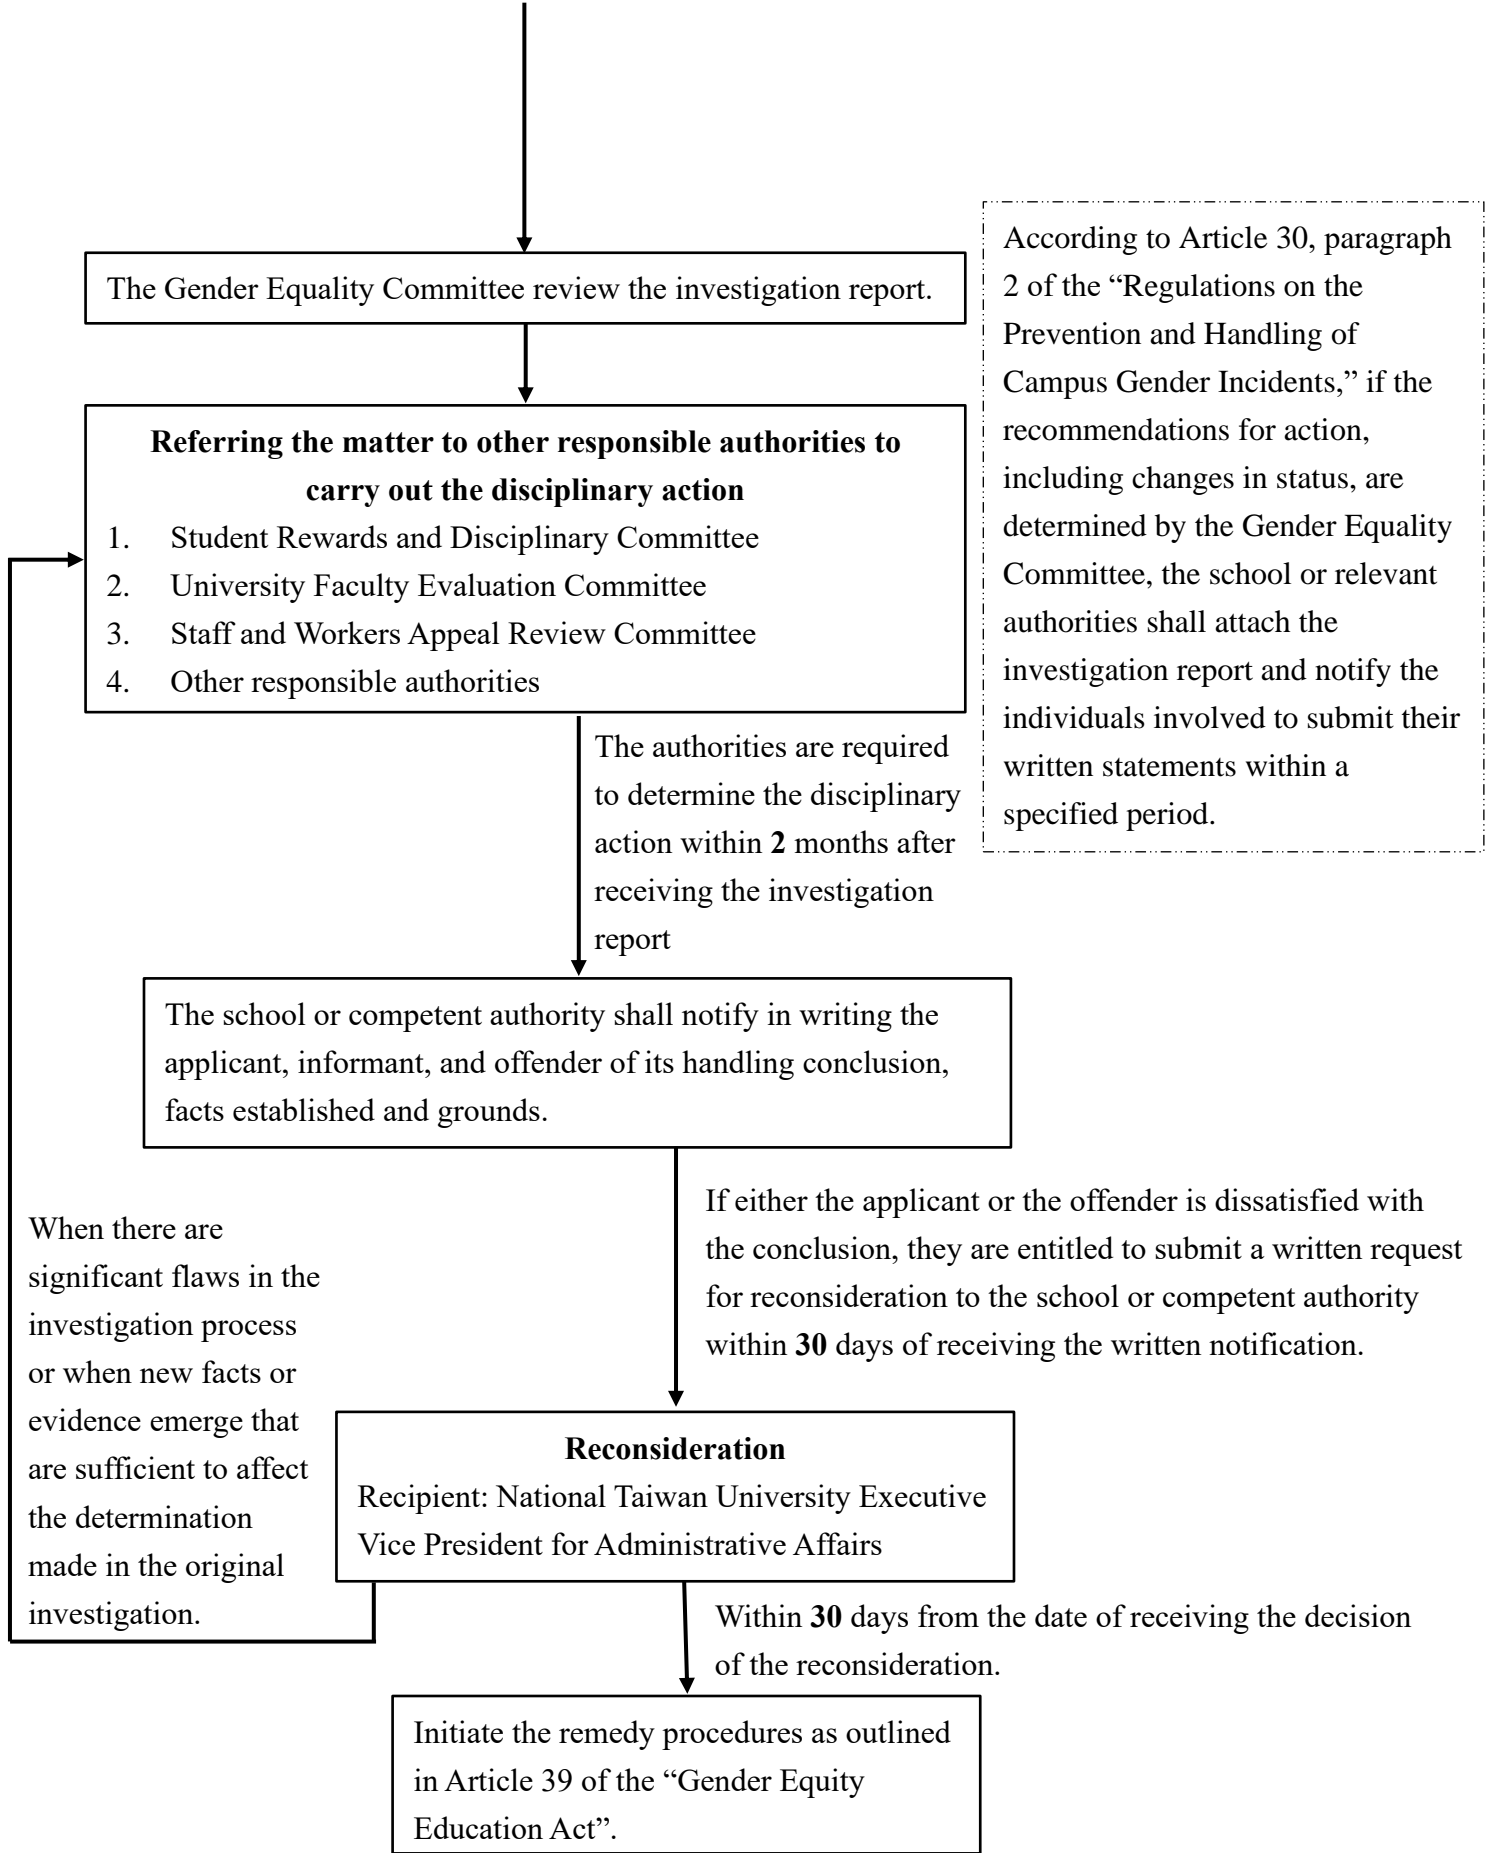 The Gender Equality Committee review the investigation report.
According to Article 30, paragraph
2 of the “Regulations on the
Prevention and Handling of
Campus Gender Incidents,” if the
recommendations for action,
including changes in status, are
determined by the Gender Equality
Committee, the school or relevant
authorities shall attach the
investigation report and notify the
individuals involved to submit their
written statements within a
specified period.
Referring the matter to other responsible authorities to
carry out the disciplinary action
1. Student Rewards and Disciplinary Committee
2. University Faculty Evaluation Committee
3. Staff and Workers Appeal Review Committee
4. Other responsible authorities
The authorities are required
to determine the disciplinary
action within 2 months after
receiving the investigation
report
The school or competent authority shall notify in writing the
applicant, informant, and offender of its handling conclusion,
facts established and grounds.
If either the applicant or the offender is dissatisfied with
the conclusion, they are entitled to submit a written request
for reconsideration to the school or competent authority
within 30 days of receiving the written notification.
When there are
significant flaws in the
investigation process
or when new facts or
evidence emerge that
are sufficient to affect
the determination
made in the original
investigation.
Reconsideration
Recipient: National Taiwan University Executive
Vice President for Administrative Affairs
Within 30 days from the date of receiving the decision
of the reconsideration.
Initiate the remedy procedures as outlined
in Article 39 of the “Gender Equity
Education Act”.